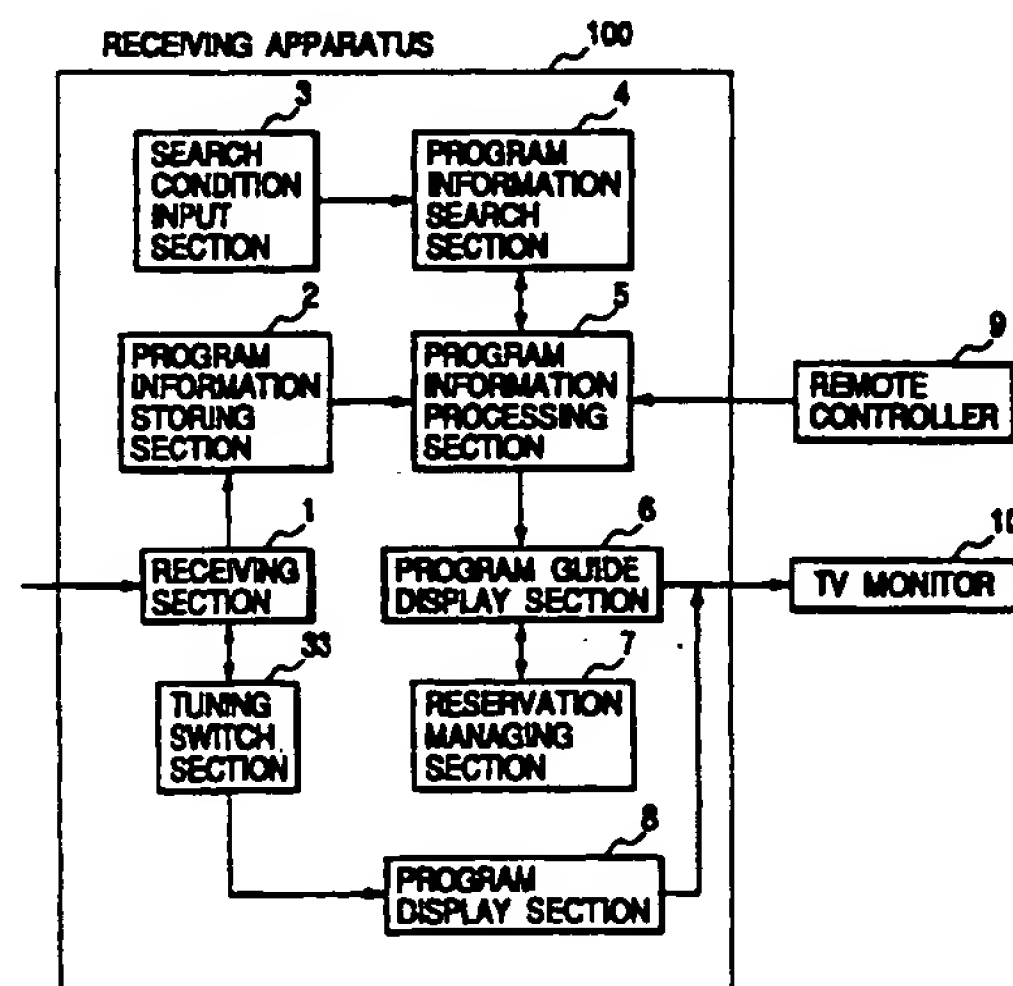 RECEIVING APPARATUS
100
3
SEARCH
CONDITION
INPUT
SECTION
4
PROGRAM
INFORMATION
SEARCH
SECTION
2
PROGRAM
INFORMATION
STORING
SECTION
5
PROGRAM
INFORMATION
PROCESSING
SECTION
9
REMOTE
CONTROLLER
1
RECEIVING
SECTION
6
PROGRAM GUIDE
DISPLAY SECTION
10
TV MONITOR
33
TUNING
SWITCH
SECTION
7
RESERVATION
MANAGING
SECTION
8
PROGRAM
DISPLAY SECTION